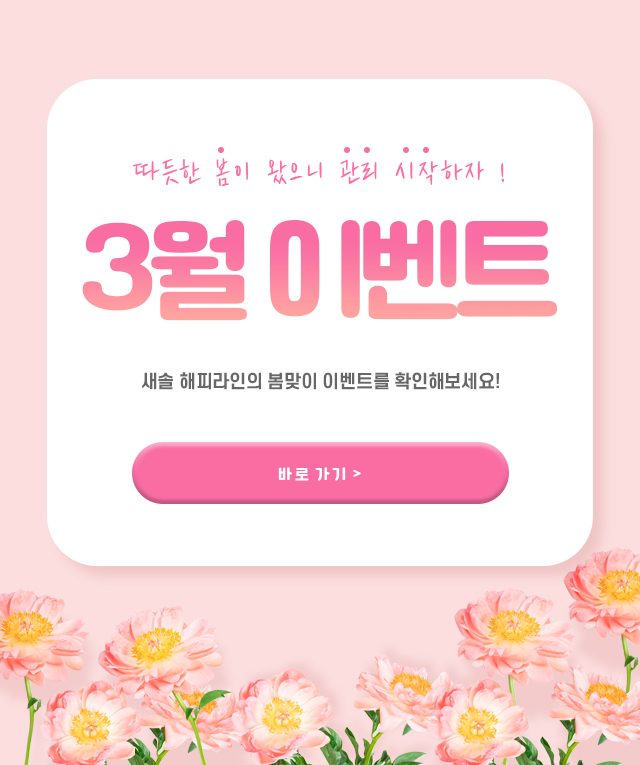 따듯한 봄이 왔으니 관리 시작하자 !
3월 이벤트
새솔 해피라인의 봄맞이 이벤트를 확인해보세요!
바로 가기 >